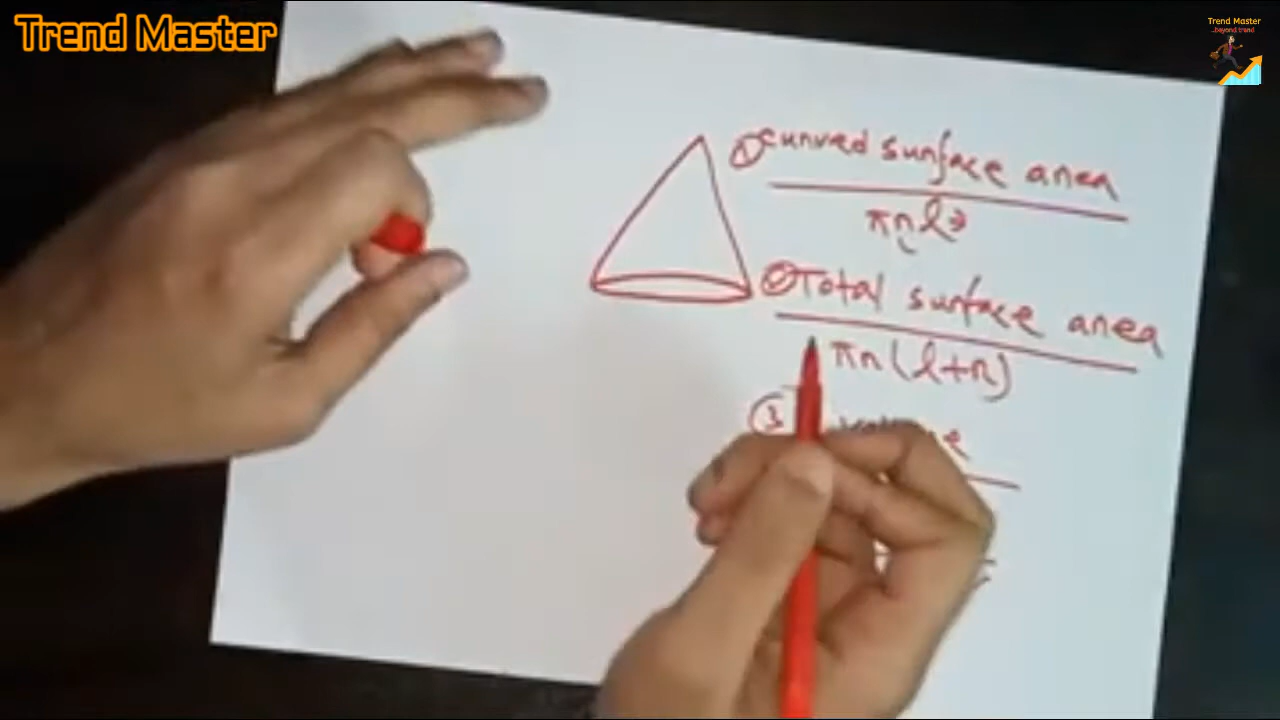 Trend Master
Trend Master
...beyond trend
① curved surface area
πrl
② Total surface area
πr(l+r)
③